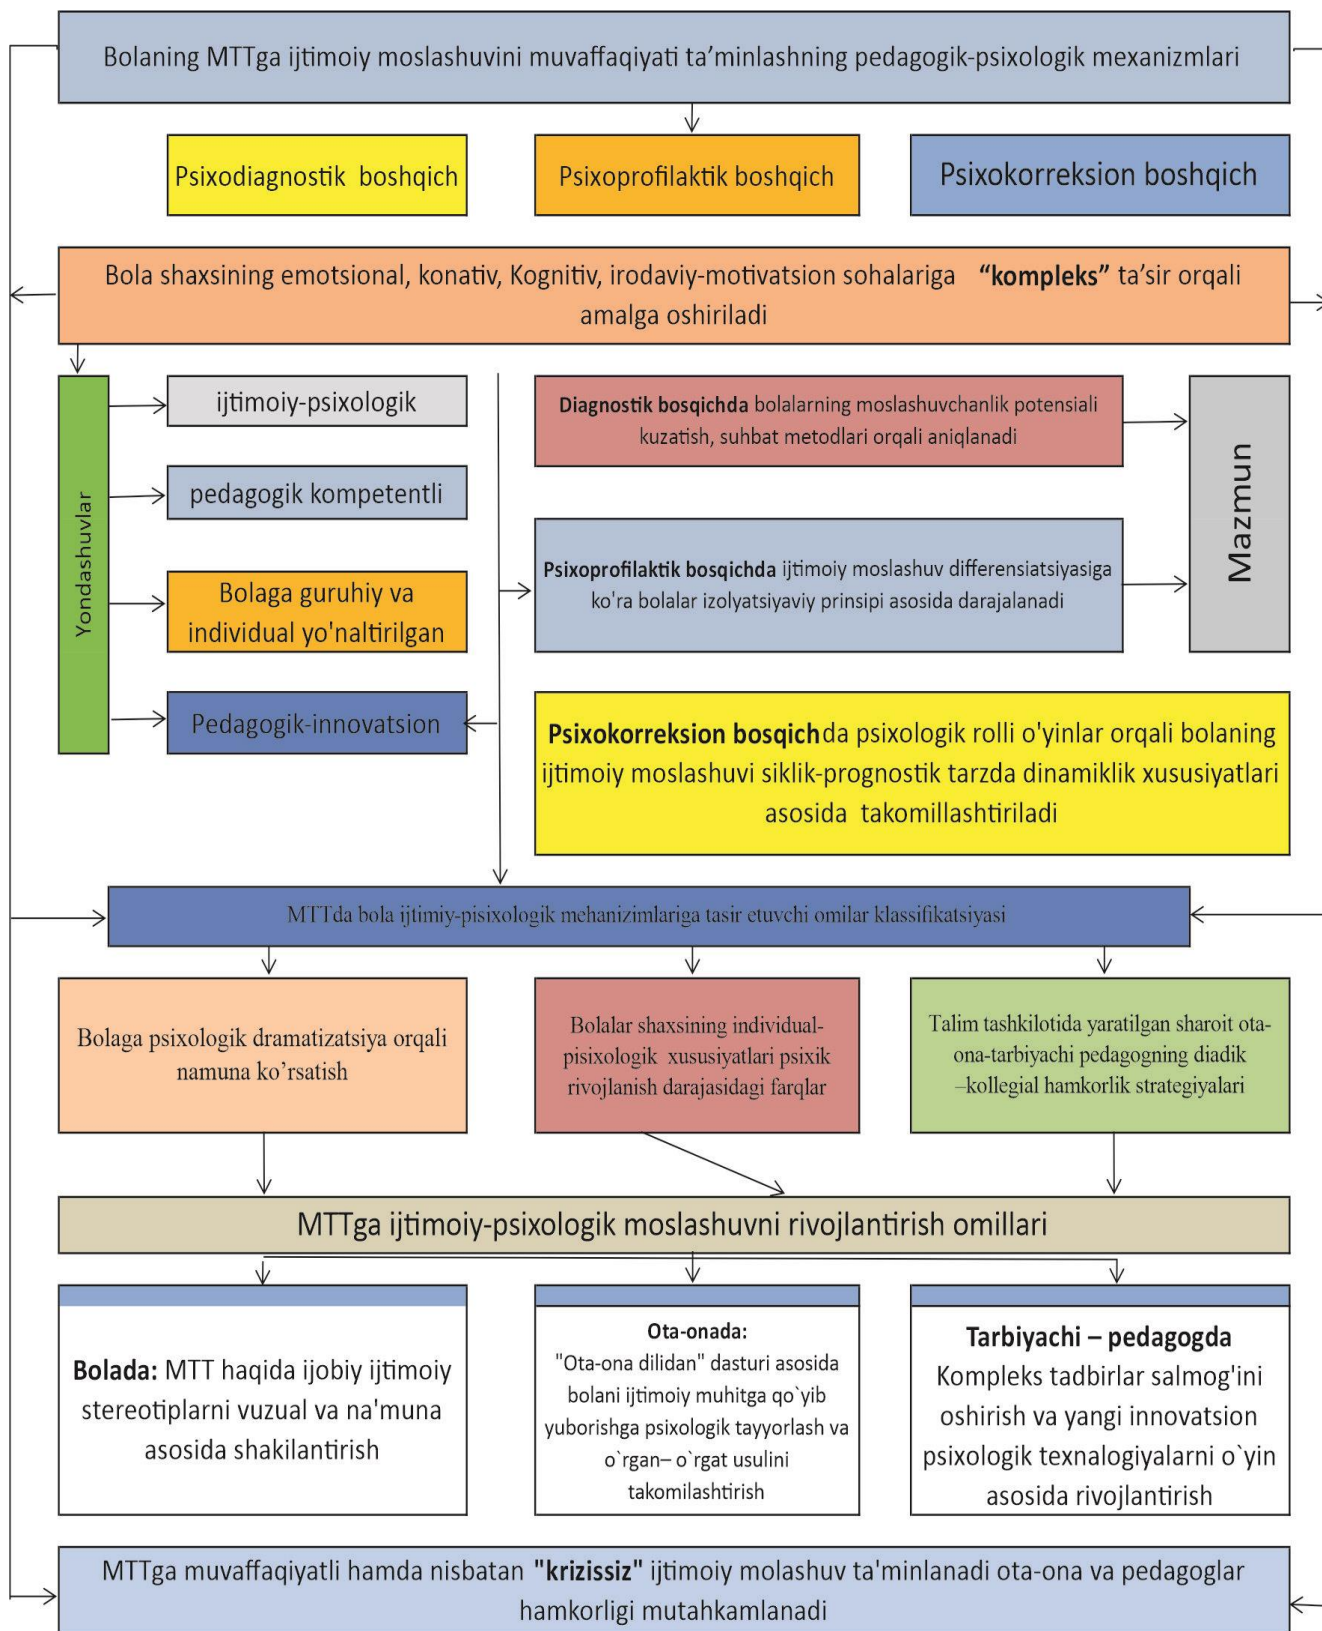 Bolaning MTTga ijtimoiy moslashuvini muvaffaqiyati ta’minlashning pedagogik-psixologik mexanizmlari
Psixodiagnostik boshqich
Psixoprofilaktik boshqich
Psixokorreksion boshqich
Bola shaxsining emotsional, konativ, Kognitiv, irodaviy-motivatsion sohalariga “kompleks” ta’sir orqali
amalga oshiriladi
Yondashuvlar
ijtimoiy-psixologik
pedagogik kompetentli
Bolaga guruhiy va
individual yo'naltirilgan
Pedagogik-innovatsion
Diagnostik bosqichda bolalarning moslashuvchanlik potensiali
kuzatish, suhbat metodlari orqali aniqlanadi
Psixoprofilaktik bosqichda ijtimoiy moslashuv differensiatsiyasiga
ko'ra bolalar izolyatsiyaviy prinsipi asosida darajalanadi
Mazmun
Psixokorreksion bosqichda psixologik rolli o'yinlar orqali bolaning
ijtimoiy moslashuvi siklik-prognostik tarzda dinamiklik xususiyatlari
asosida takomillashtiriladi
MTTda bola ijtimiy-pisixologik mehanizimlariga tasir etuvchi omilar klassifikatsiyasi
Bolaga psixologik dramatizatsiya orqali
namuna ko’rsatish
Bolalar shaxsining individual-
pisixologik xususiyatlari psixik
rivojlanish darajasidagi farqlar
Talim tashkilotida yaratilgan sharoit ota-
ona-tarbiyachi pedagogning diadik
–kollegial hamkorlik strategiyalari
MTTga ijtimoiy-psixologik moslashuvni rivojlantirish omillari
Bolada: MTT haqida ijobiy ijtimoiy
stereotiplarni vuzual va na'muna
asosida shakilantirish
Ota-onada:
"Ota-ona dilidan" dasturi asosida
bolani ijtimoiy muhitga qo`yib
yuborishga psixologik tayyorlash va
o`rgan– o`rgat usulini
takomilashtirish
Tarbiyachi – pedagogda
Kompleks tadbirlar salmog'ini
oshirish va yangi innovatsion
psixologik texnalogiyalarni o`yin
asosida rivojlantirish
MTTga muvaffaqiyatli hamda nisbatan "krizissiz" ijtimoiy molashuv ta'minlanadi ota-ona va pedagoglar
hamkorligi mutahkamlanadi